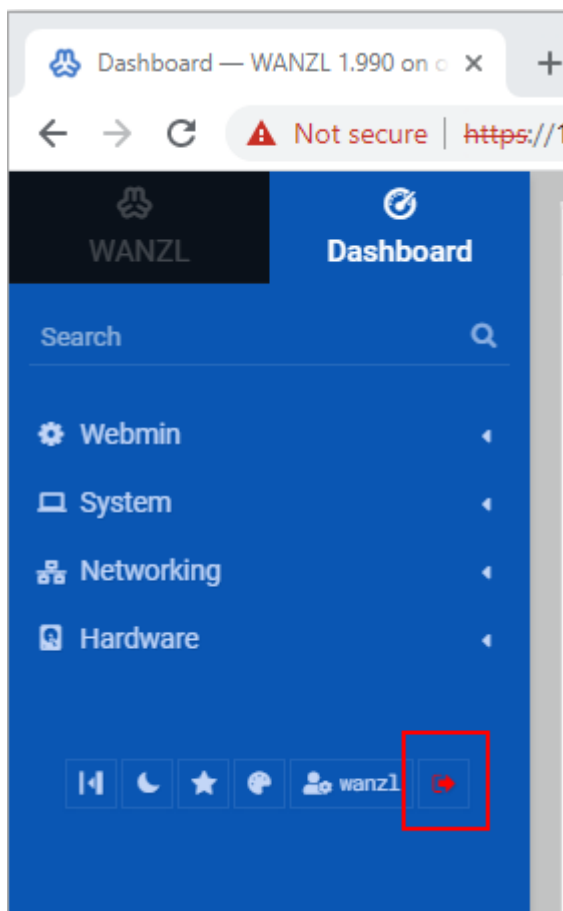 Dashboard — WANZL 1.990 on
Not secure | https://1
WANZL
Dashboard
Search
Webmin
System
Networking
Hardware
wanzl